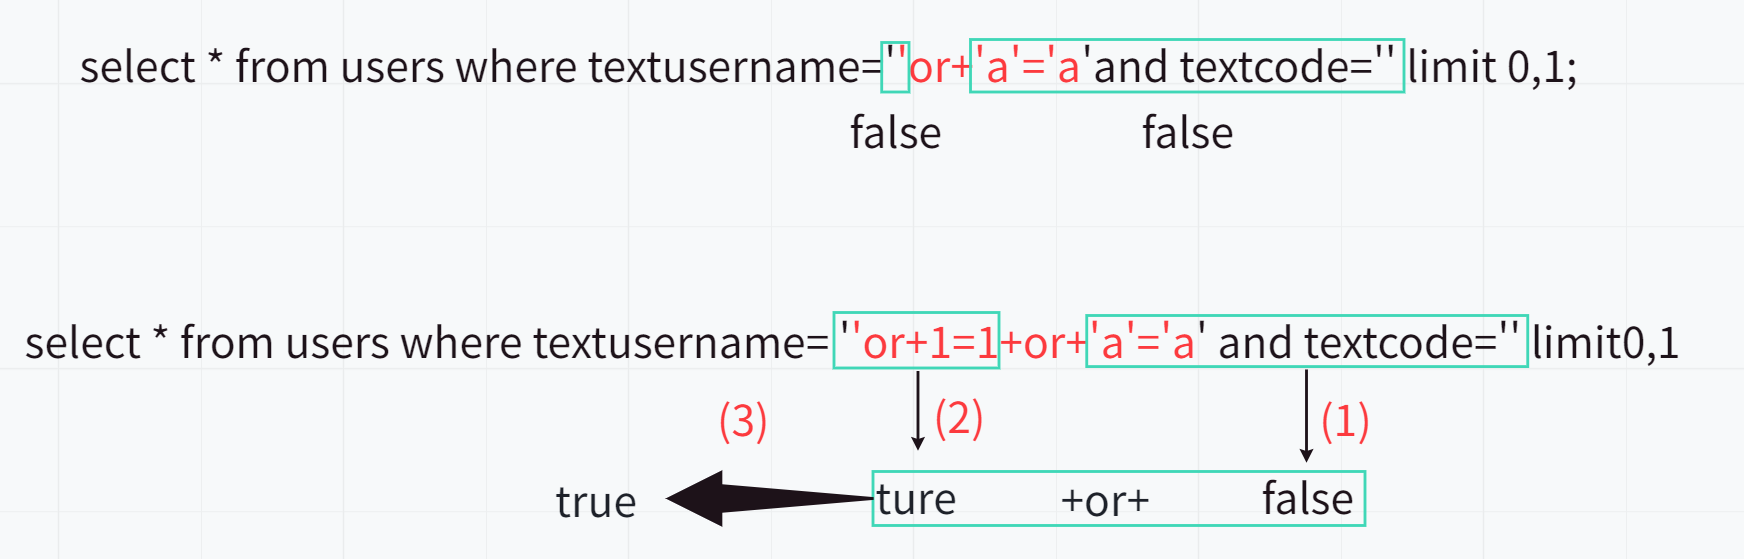 select * from users where textusername=''or+'a'='a'and textcode='' limit 0,1;
false false
select * from users where textusername= ''or+1=1+or+'a'='a' and textcode='' limit0,1
(3) (2) (1)
true ture +or+ false